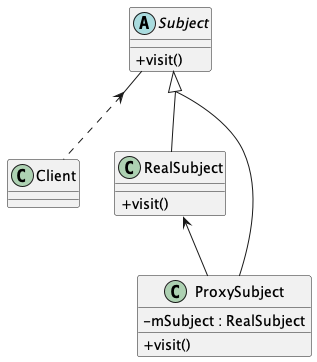 A Subject
+visit()
C Client
C RealSubject
+visit()
C ProxySubject
-mSubject : RealSubject
+visit()